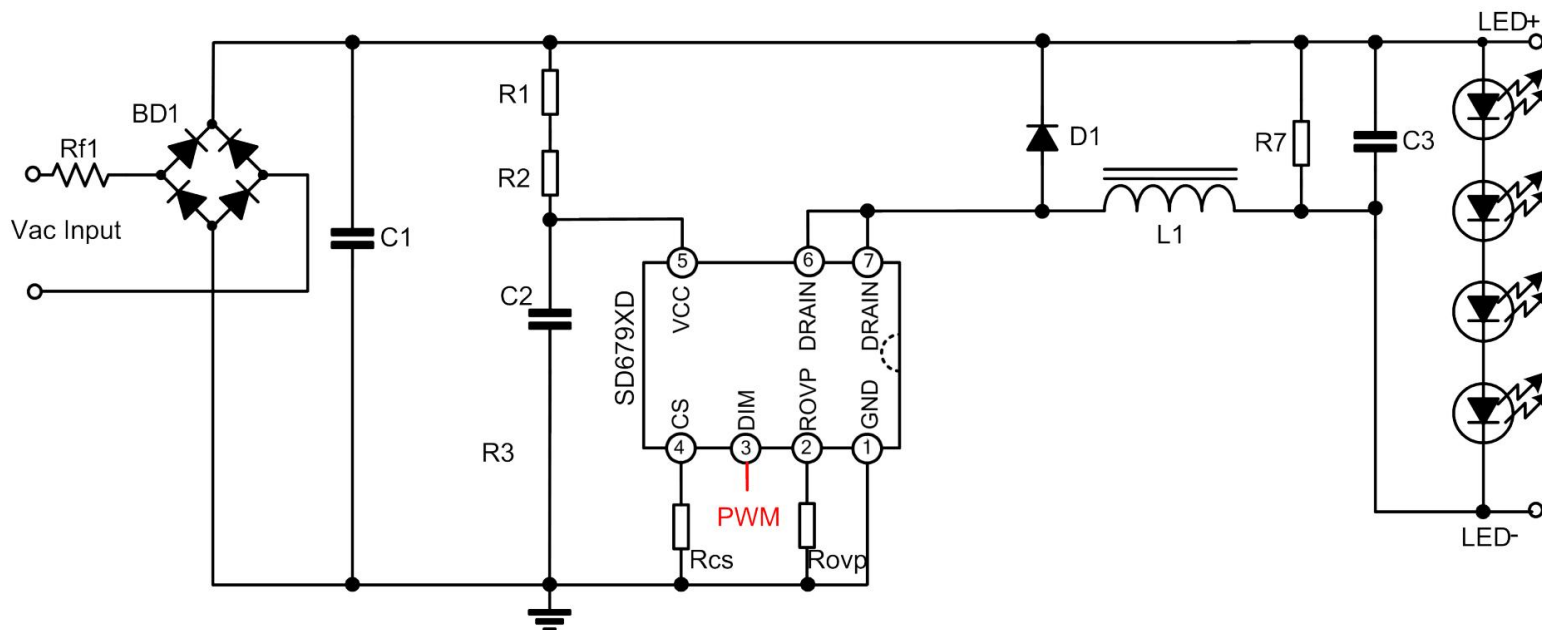 LED+
BD1
R1
Rf1
D1
R7
C3
R2
Vac Input
C1
L1
5
6
7
C2
VCC
DRAIN
DRAIN
SD679XD
CS
DIM
ROVP
GND
R3
4
3
2
1
PWM
LED-
Rcs
Rovp